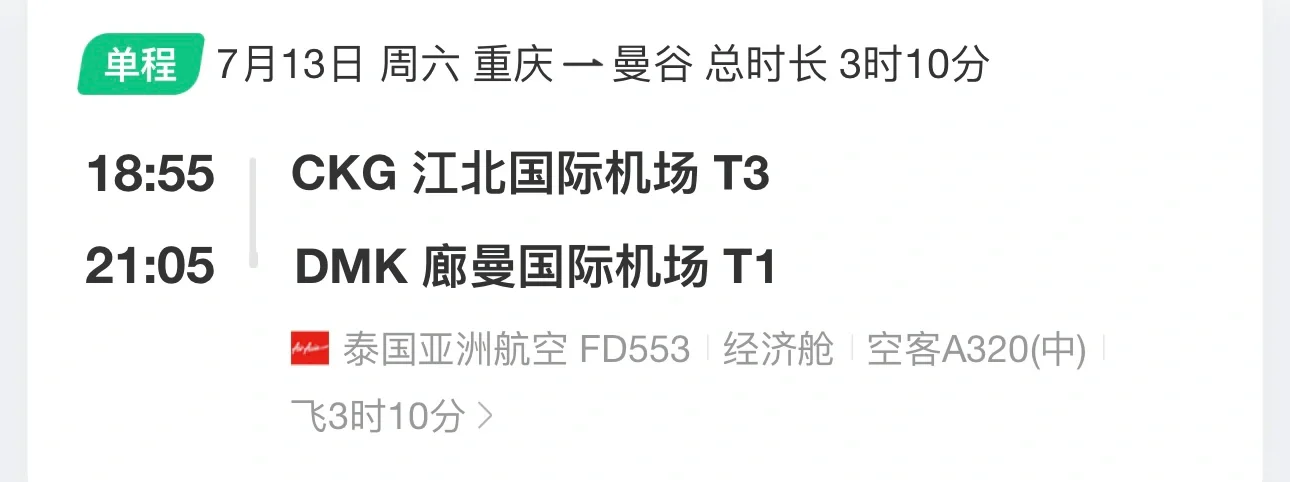 单程 7月13日 周六 重庆 → 曼谷 总时长 3时10分
18:55 CKG 江北国际机场 T3
21:05 DMK 廊曼国际机场 T1
AirAsia 泰国亚洲航空 FD553 | 经济舱 | 空客A320(中) |
飞3时10分 >